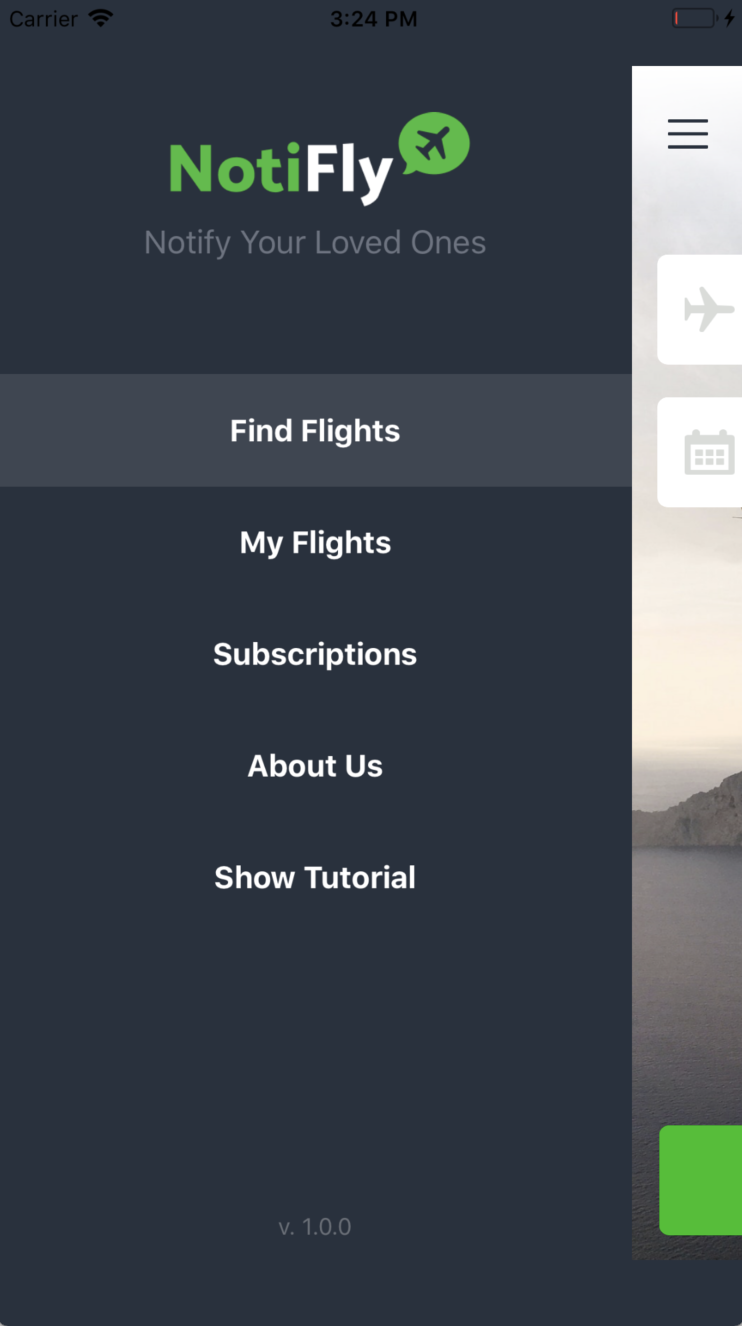 Carrier
3:24 PM
NotiFly
Notify Your Loved Ones
Find Flights
My Flights
Subscriptions
About Us
Show Tutorial
v. 1.0.0